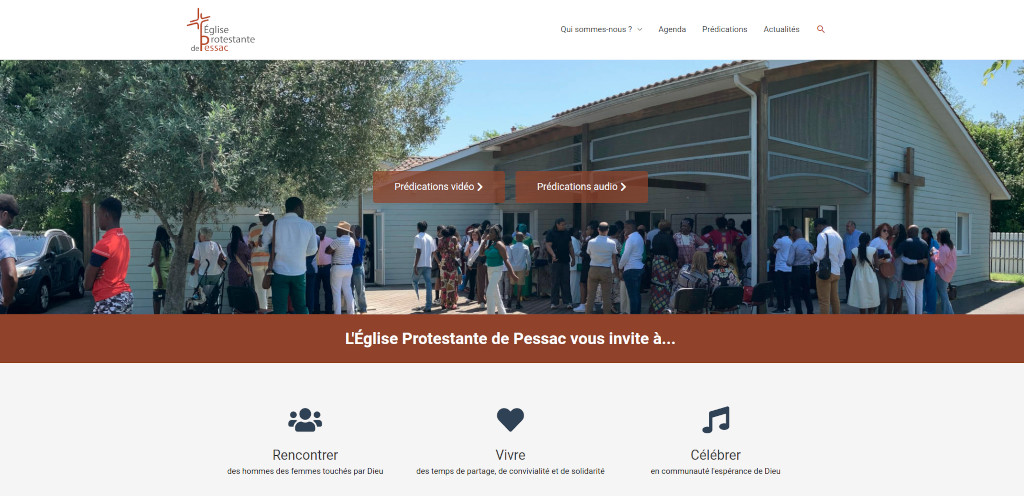 Église
Protestante
de Pessac
Qui sommes-nous ?
Agenda
Prédications
Actualités
Prédications vidéo
Prédications audio
L'Église Protestante de Pessac vous invite à...
Rencontrer
des hommes des femmes touchés par Dieu
Vivre
des temps de partage, de convivialité et de solidarité
Célébrer
en communauté l'espérance de Dieu